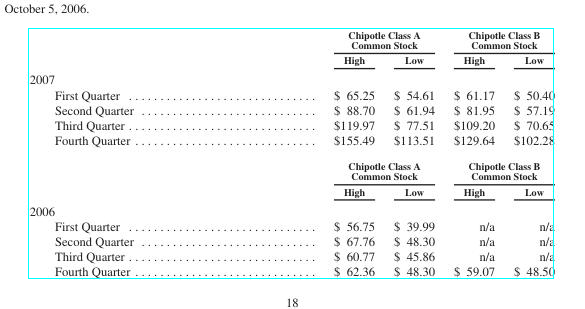 October 5, 2006.
Chipotle Class A Common Stock Chipotle Class B Common Stock
High Low High Low
2007
First Quarter ............................ $ 65.25 $ 54.61 $ 61.17 $ 50.40
Second Quarter .......................... $ 88.70 $ 61.94 $ 81.95 $ 57.19
Third Quarter ............................ $119.97 $ 77.51 $109.20 $ 70.65
Fourth Quarter ........................... $155.49 $113.51 $129.64 $102.28
Chipotle Class A Common Stock Chipotle Class B Common Stock
High Low High Low
2006
First Quarter ............................ $ 56.75 $ 39.99 n/a n/a
Second Quarter .......................... $ 67.76 $ 48.30 n/a n/a
Third Quarter ............................ $ 60.77 $ 45.86 n/a n/a
Fourth Quarter ........................... $ 62.36 $ 48.30 $ 59.07 $ 48.50
18